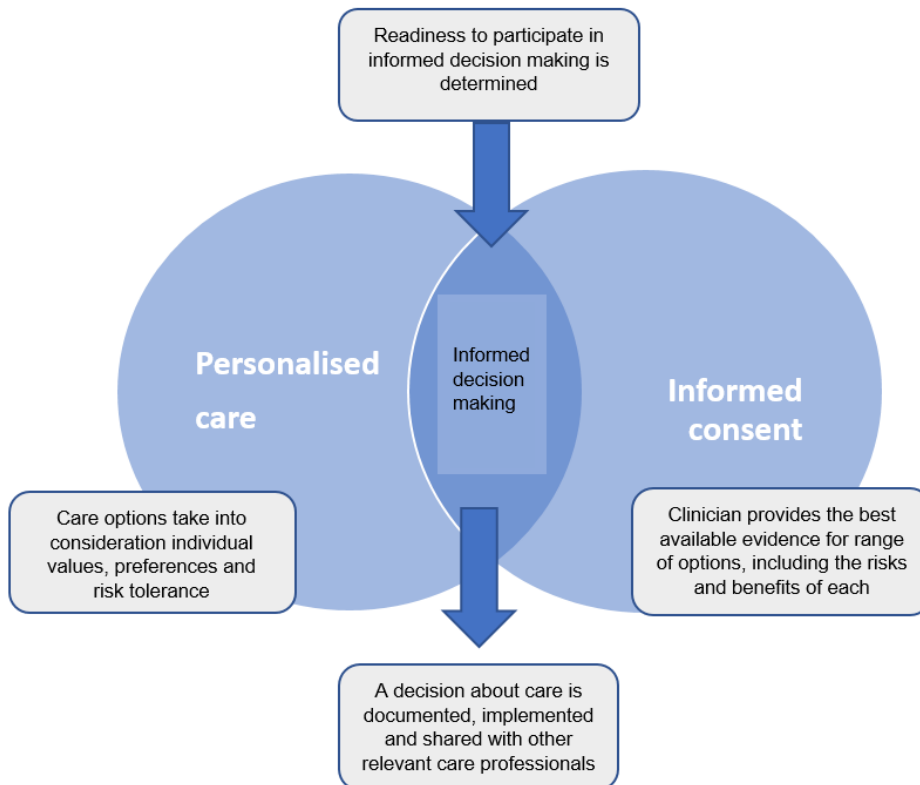 Readiness to participate in
informed decision making is
determined
Personalised
care
Informed
decision
making
Informed
consent
Care options take into
consideration individual
values, preferences and
risk tolerance
Clinician provides the best
available evidence for range
of options, including the risks
and benefits of each
A decision about care is
documented, implemented
and shared with other
relevant care professionals